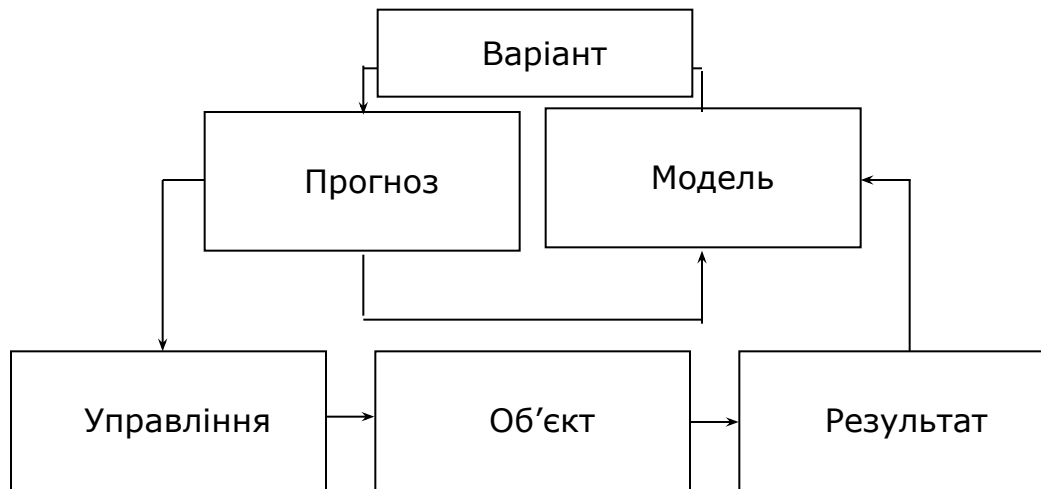 Варіант
Прогноз
Модель
Управління
Об’єкт
Результат